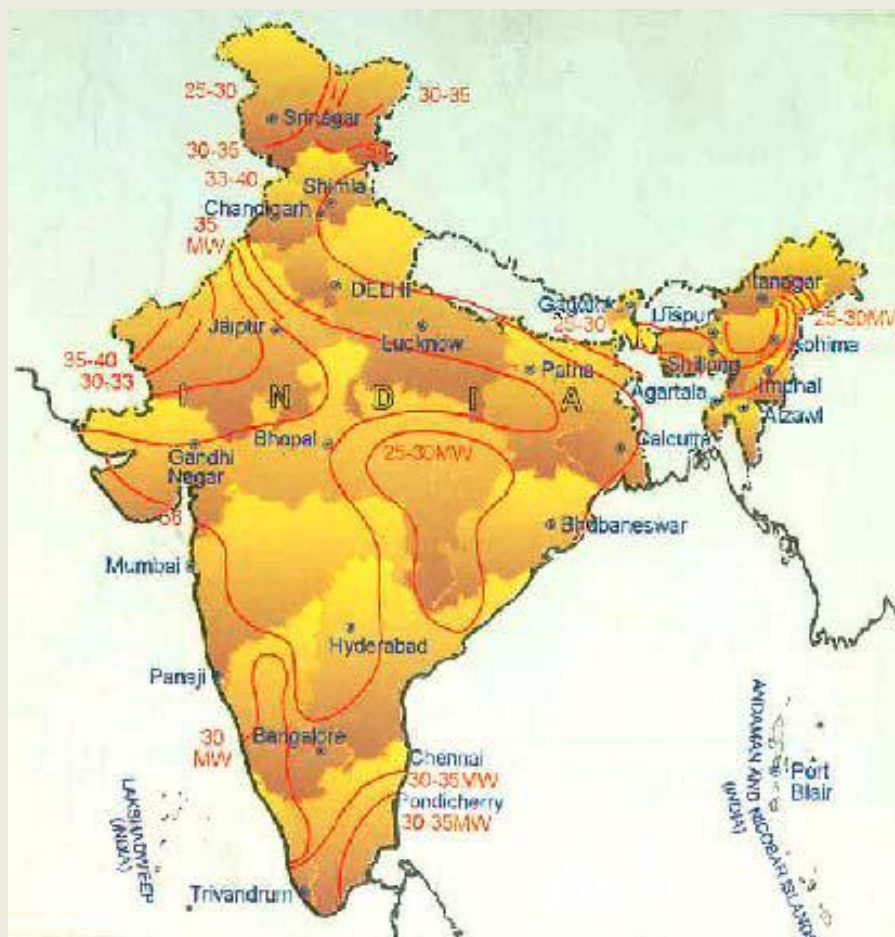 25-30
30-35
Srinagar
30-35
33-40
Shimla
Chandigarh
35
MW
DELHI
Itanagar
Gangtok
25-30
25-30MW
Jaipur
Lucknow
Shillong
Kohima
35-40
30-33
Patna
Imphal
Agartala
Aizawl
I N D I A
Bhopal
Calcutta
Gandhi
Nagar
25-30MW
Bhubaneswar
Mumbai
Hyderabad
Panaji
30
MW
Bangalore
Chennai
30-35MW
Pondicherry
30-35MW
Port
Blair
ANDAMAN AND NICOBAR ISLANDS
(INDIA)
LAKSHADWEEP
(INDIA)
Trivandrum